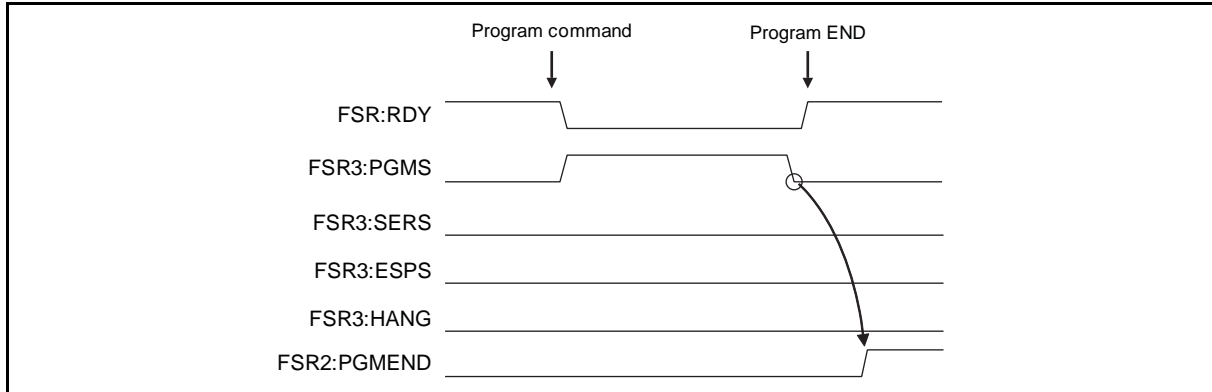 Program command Program END
FSR:RDY
FSR3:PGMS
FSR3:SERS
FSR3:ESPS
FSR3:HANG
FSR2:PGMEND